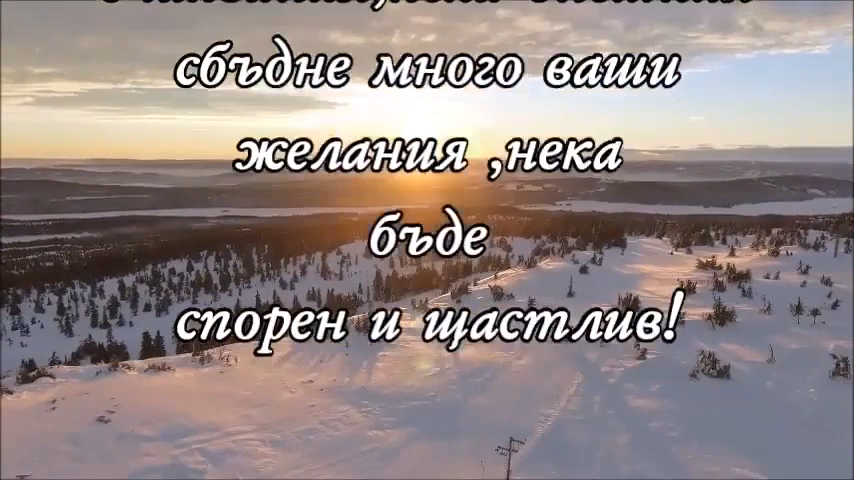 сбъдне много ваши
желания ,нека
бъде
спорен и щастлив!